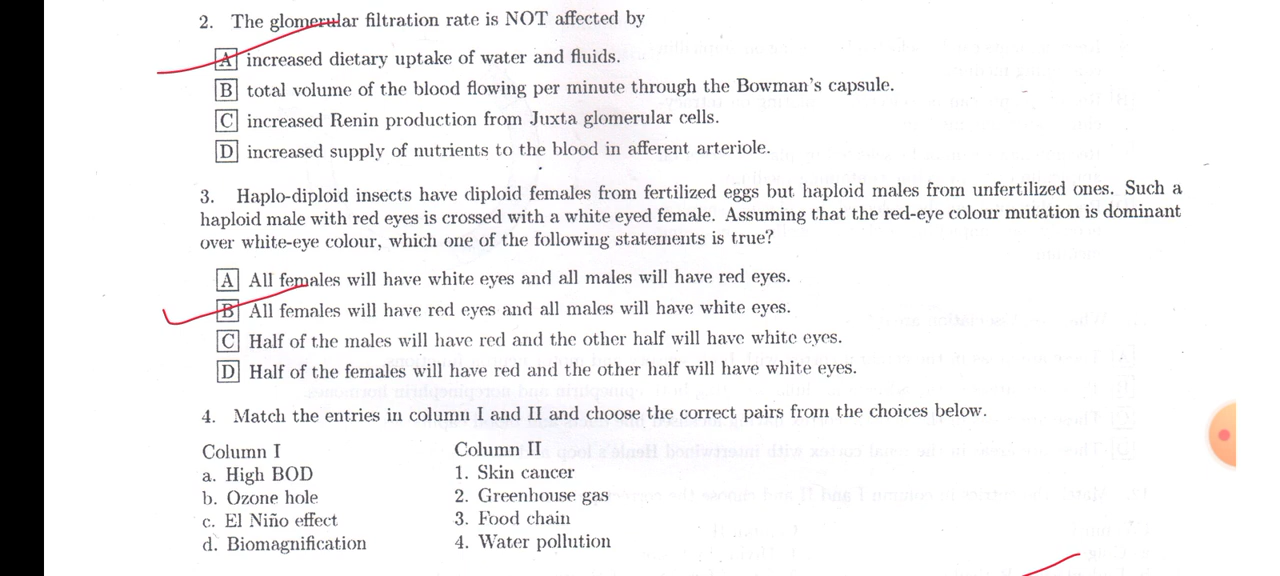 2. The glomerular filtration rate is NOT affected by
A increased dietary uptake of water and fluids.
B total volume of the blood flowing per minute through the Bowman's capsule.
C increased Renin production from Juxta glomerular cells.
D increased supply of nutrients to the blood in afferent arteriole.
3. Haplo-diploid insects have diploid females from fertilized eggs but haploid males from unfertilized ones. Such a
haploid male with red eyes is crossed with a white eyed female. Assuming that the red-eye colour mutation is dominant
over white-eye colour, which one of the following statements is true?
A All females will have white eyes and all males will have red eyes.
B All females will have red eyes and all males will have white eyes.
C Half of the males will have red and the other half will have white eyes.
D Half of the females will have red and the other half will have white eyes.
4. Match the entries in column I and II and choose the correct pairs from the choices below.
Column I
a. High BOD
b. Ozone hole
c. El Niño effect
d. Biomagnification
Column II
1. Skin cancer
2. Greenhouse gas
3. Food chain
4. Water pollution